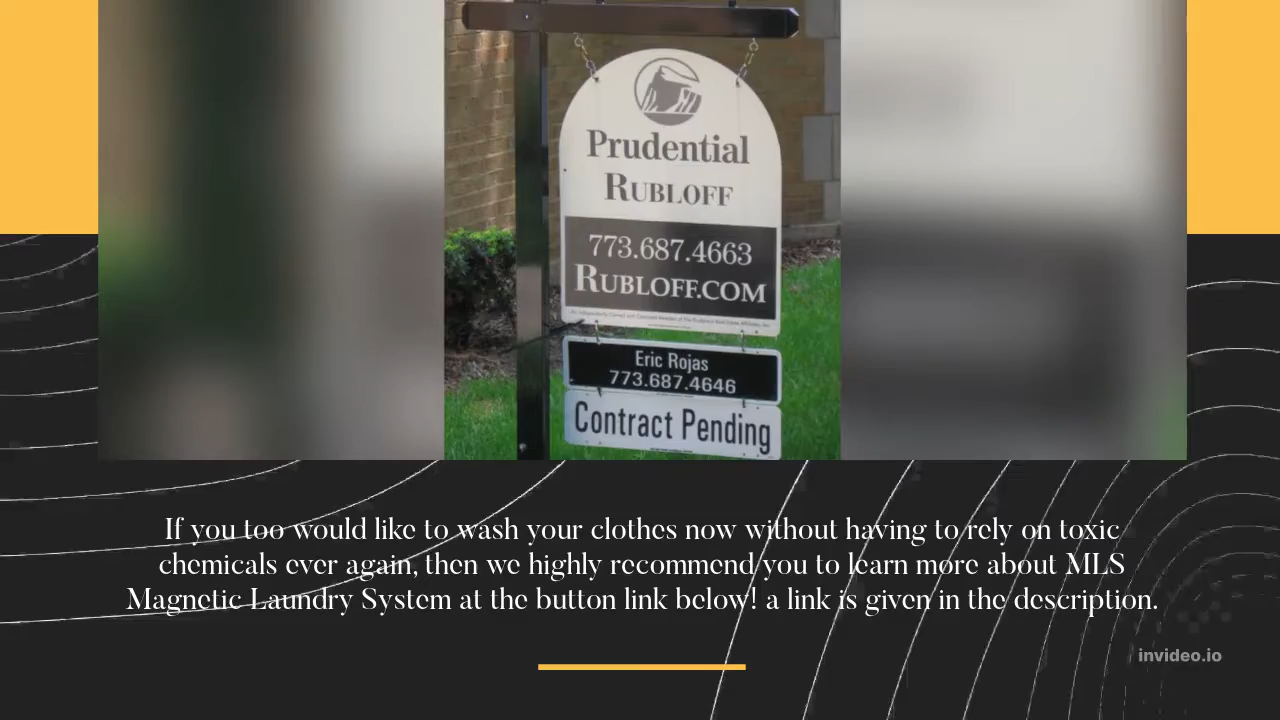 Prudential
RUBLOFF
773.687.4663
RUBLOFF.COM
Eric Rojas
773.687.4646
Contract Pending
If you too would like to wash your clothes now without having to rely on toxic
chemicals ever again, then we highly recommend you to learn more about MLS
Magnetic Laundry System at the button link below! a link is given in the description.
invideo.io